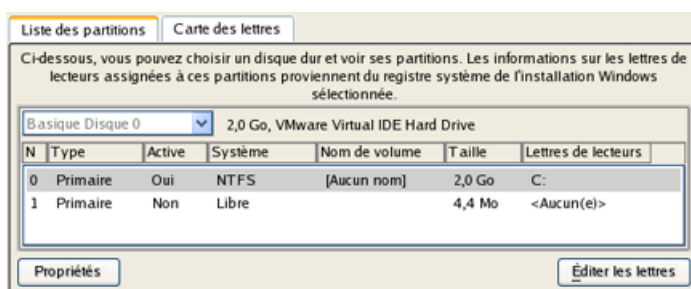 Liste des partitions Carte des lettres
Ci-dessous, vous pouvez choisir un disque dur et voir ses partitions. Les informations sur les lettres de
lecteurs assignées à ces partitions proviennent du registre système de l'installation Windows
sélectionnée.
Basique Disque 0 2,0 Go, VMware Virtual IDE Hard Drive
N Type Active Système Nom de volume Taille Lettres de lecteurs
0 Primaire Oui NTFS [Aucun nom] 2,0 Go C:
1 Primaire Non Libre 4,4 Mo <Aucun(e)>
Propriétés Éditer les lettres